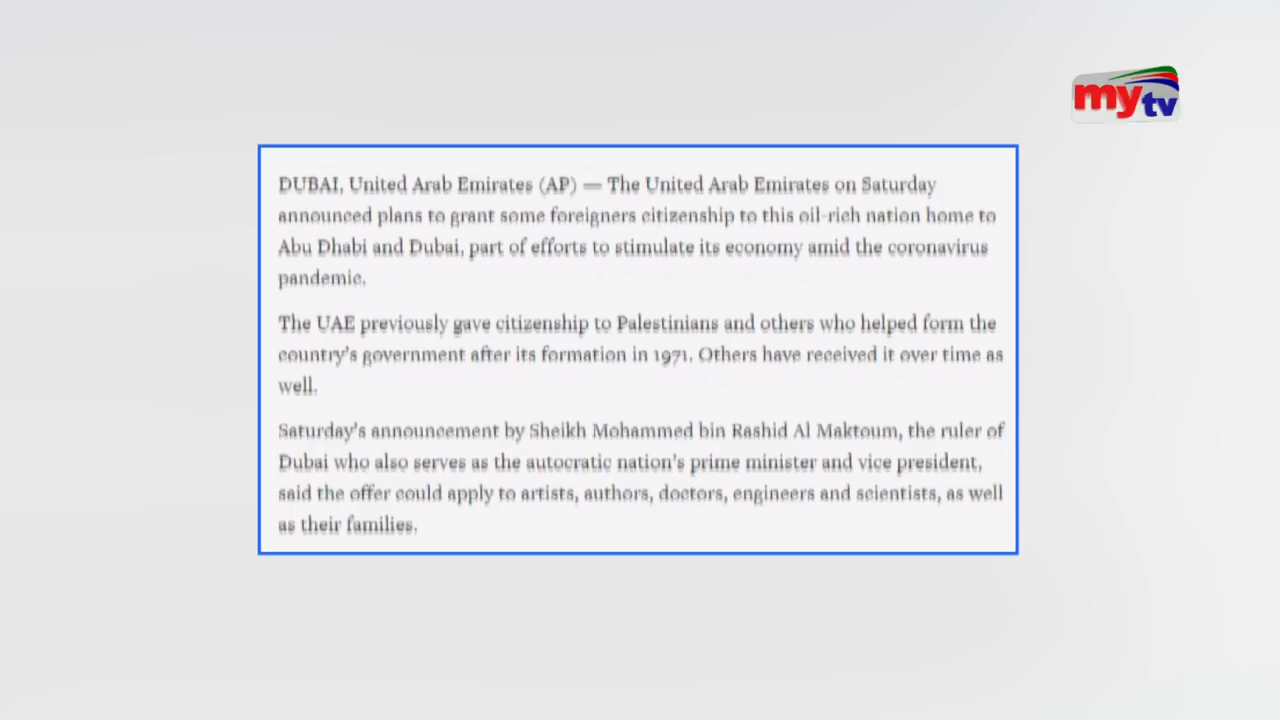 mytv
DUBAI, United Arab Emirates (AP) — The United Arab Emirates on Saturday
announced plans to grant some foreigners citizenship to this oil-rich nation home to
Abu Dhabi and Dubai, part of efforts to stimulate its economy amid the coronavirus
pandemic.
The UAE previously gave citizenship to Palestinians and others who helped form the
country's government after its formation in 1971. Others have received it over time as
well.
Saturday's announcement by Sheikh Mohammed bin Rashid Al Maktoum, the ruler of
Dubai who also serves as the autocratic nation's prime minister and vice president,
said the offer could apply to artists, authors, doctors, engineers and scientists, as well
as their families.